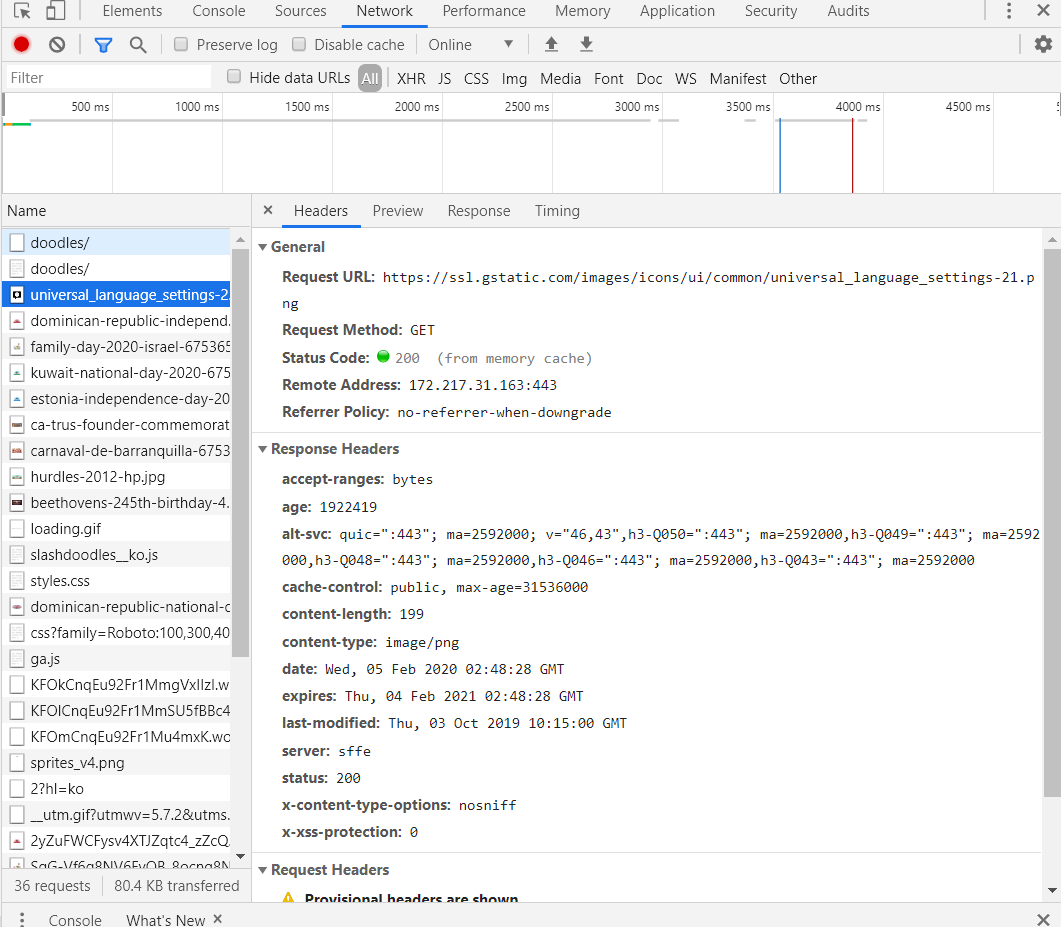 Elements Console Sources Network Performance Memory Application Security Audits
Preserve log Disable cache Online
Filter Hide data URLs All XHR JS CSS Img Media Font Doc WS Manifest Other
500 ms 1000 ms 1500 ms 2000 ms 2500 ms 3000 ms 3500 ms 4000 ms 4500 ms
Name
doodles/
doodles/
universal_language_settings-2
dominican-republic-independ.
family-day-2020-israel-675365
kuwait-national-day-2020-675
estonia-independence-day-20
ca-trus-founder-commemorat
carnaval-de-barranquilla-6753
hurdles-2012-hp.jpg
beethovens-245th-birthday-4.
loading.gif
slashdoodles__ko.js
styles.css
dominican-republic-national-c
css?family=Roboto:100,300,40
ga.js
KFOkCnqEu92Fr1MmgVxIIzI.w
KFOlCnqEu92Fr1MmSU5fBBc4
KFOmCnqEu92Fr1Mu4mxK.wo
sprites_v4.png
2?hl=ko
__utm.gif?utmwv=5.7.2&utms.
2yZuFWCFysv4XTJZqtc4_zZcQ
36 requests 80.4 KB transferred
Headers Preview Response Timing
General
Request URL: https://ssl.gstatic.com/images/icons/ui/common/universal_language_settings-21.p
ng
Request Method: GET
Status Code: 200 (from memory cache)
Remote Address: 172.217.31.163:443
Referrer Policy: no-referrer-when-downgrade
Response Headers
accept-ranges: bytes
age: 1922419
alt-svc: quic=":443"; ma=2592000; v="46,43",h3-Q050=":443"; ma=2592000,h3-Q049=":443"; ma=2592
000,h3-Q048=":443"; ma=2592000,h3-Q046=":443"; ma=2592000,h3-Q043=":443"; ma=2592000
cache-control: public, max-age=31536000
content-length: 199
content-type: image/png
date: Wed, 05 Feb 2020 02:48:28 GMT
expires: Thu, 04 Feb 2021 02:48:28 GMT
last-modified: Thu, 03 Oct 2019 10:15:00 GMT
server: sffe
status: 200
x-content-type-options: nosniff
x-xss-protection: 0
Request Headers
Provisional headers are shown
Console What's New